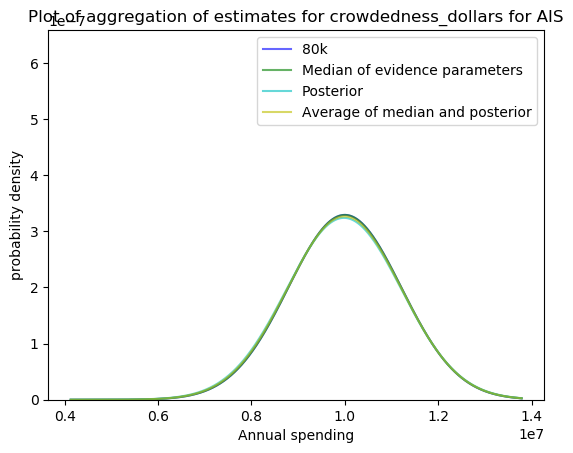 Plot of aggregation of estimates for crowdedness_dollars for AIS
1e−7
80k
Median of evidence parameters
Posterior
Average of median and posterior
6
5
4
3
2
1
0
probability density
0.4
0.6
0.8
1.0
1.2
1.4
1e7
Annual spending